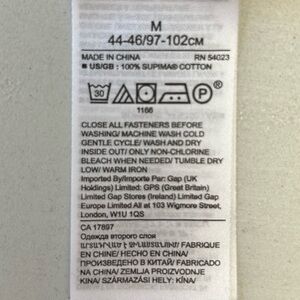 M
44-46/97-102CM
MADE IN CHINA RN 54023
■ US/GB : 100% SUPIMA® COTTON
30 P
1166
CLOSE ALL FASTENERS BEFORE
WASHING/ MACHINE WASH COLD
GENTLE CYCLE/ WASH AND DRY
INSIDE OUT/ ONLY NON-CHLORINE
BLEACH WHEN NEEDED/ TUMBLE DRY
LOW/ WARM IRON
Imported By/Importe Par: Gap (UK
Holdings) Limited: GPS (Great Britain)
Limited Gap Stores (Ireland) Limited Gap
Europe Limited All at 103 Wigmore Street,
London, W1U 1QS
CA 17897
Одежда второго слоя
FABRIQUE
EN CHINE/ HECHO EN CHINA/
ПРОИЗВЕДЕНО В КИТАЙ/ FABRICADO
NA CHINA/ ZEMLJA PROIZVODNJE
KINA/ SZÁRMAZÁSI HELY: KÍNA/